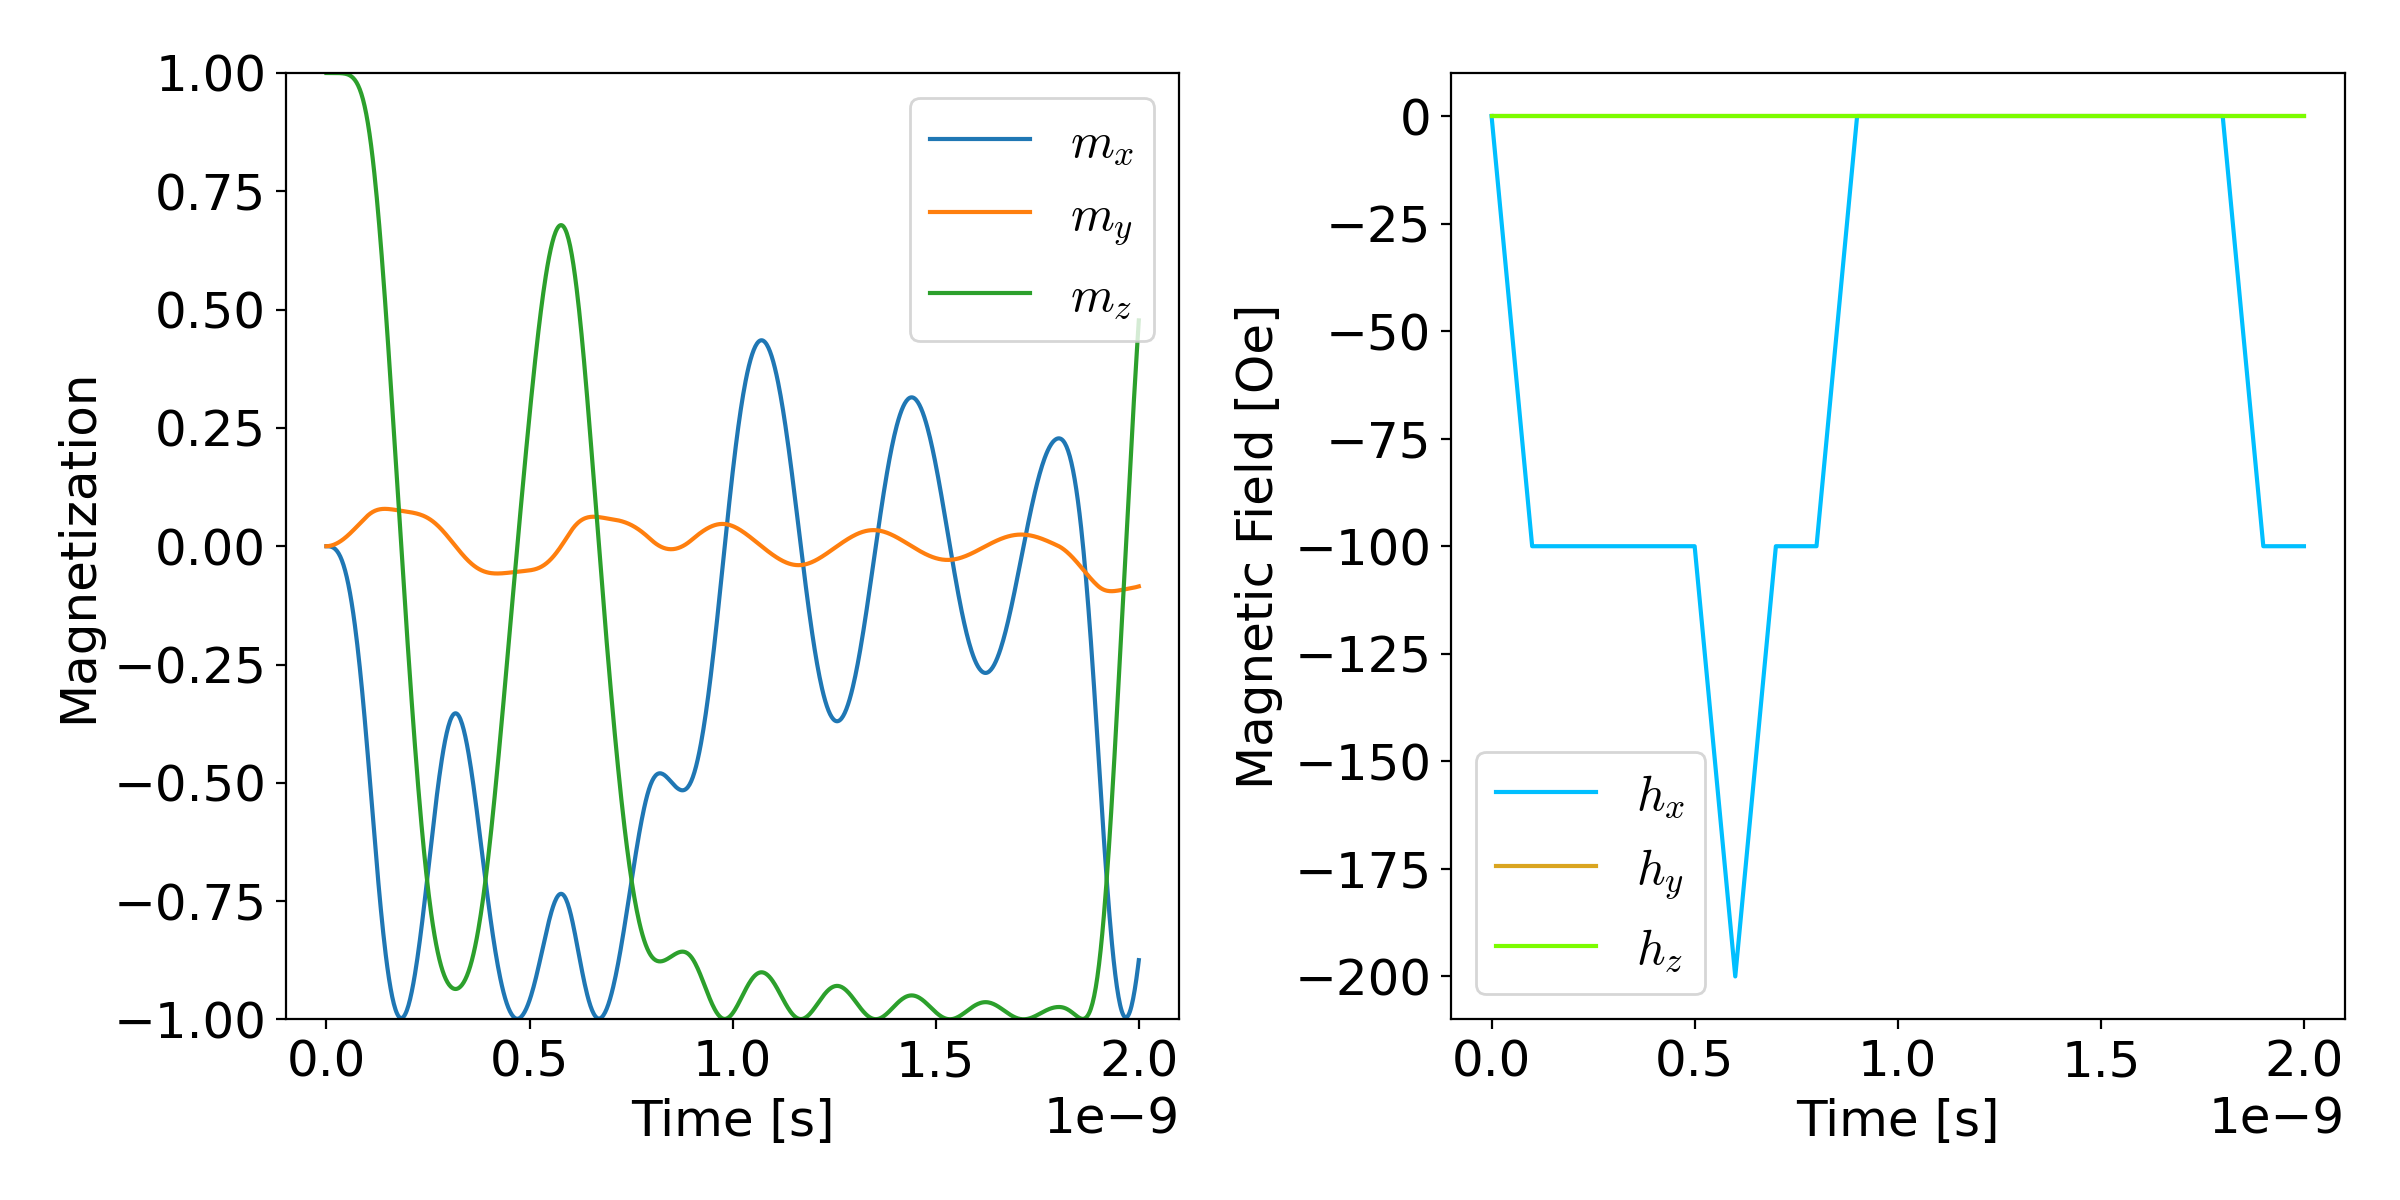 1.00
0.75
0.50
0.25
0.00
−0.25
−0.50
−0.75
−1.00
Magnetization
0.0 0.5 1.0 1.5 2.0
Time [s]
1e−9
m_x
m_y
m_z
0
−25
−50
−75
−100
−125
−150
−175
−200
Magnetic Field [Oe]
0.0 0.5 1.0 1.5 2.0
Time [s]
1e−9
h_x
h_y
h_z